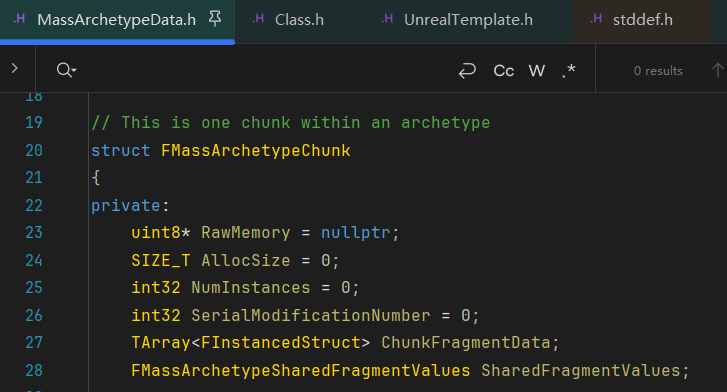 .H MassArchetypeData.h .H Class.h .H UnrealTemplate.h .H stddef.h
Cc W .* 0 results
18
19 // This is one chunk within an archetype
20 struct FMassArchetypeChunk
21 {
22 private:
23 uint8* RawMemory = nullptr;
24 SIZE_T AllocSize = 0;
25 int32 NumInstances = 0;
26 int32 SerialModificationNumber = 0;
27 TArray<FInstancedStruct> ChunkFragmentData;
28 FMassArchetypeSharedFragmentValues SharedFragmentValues;